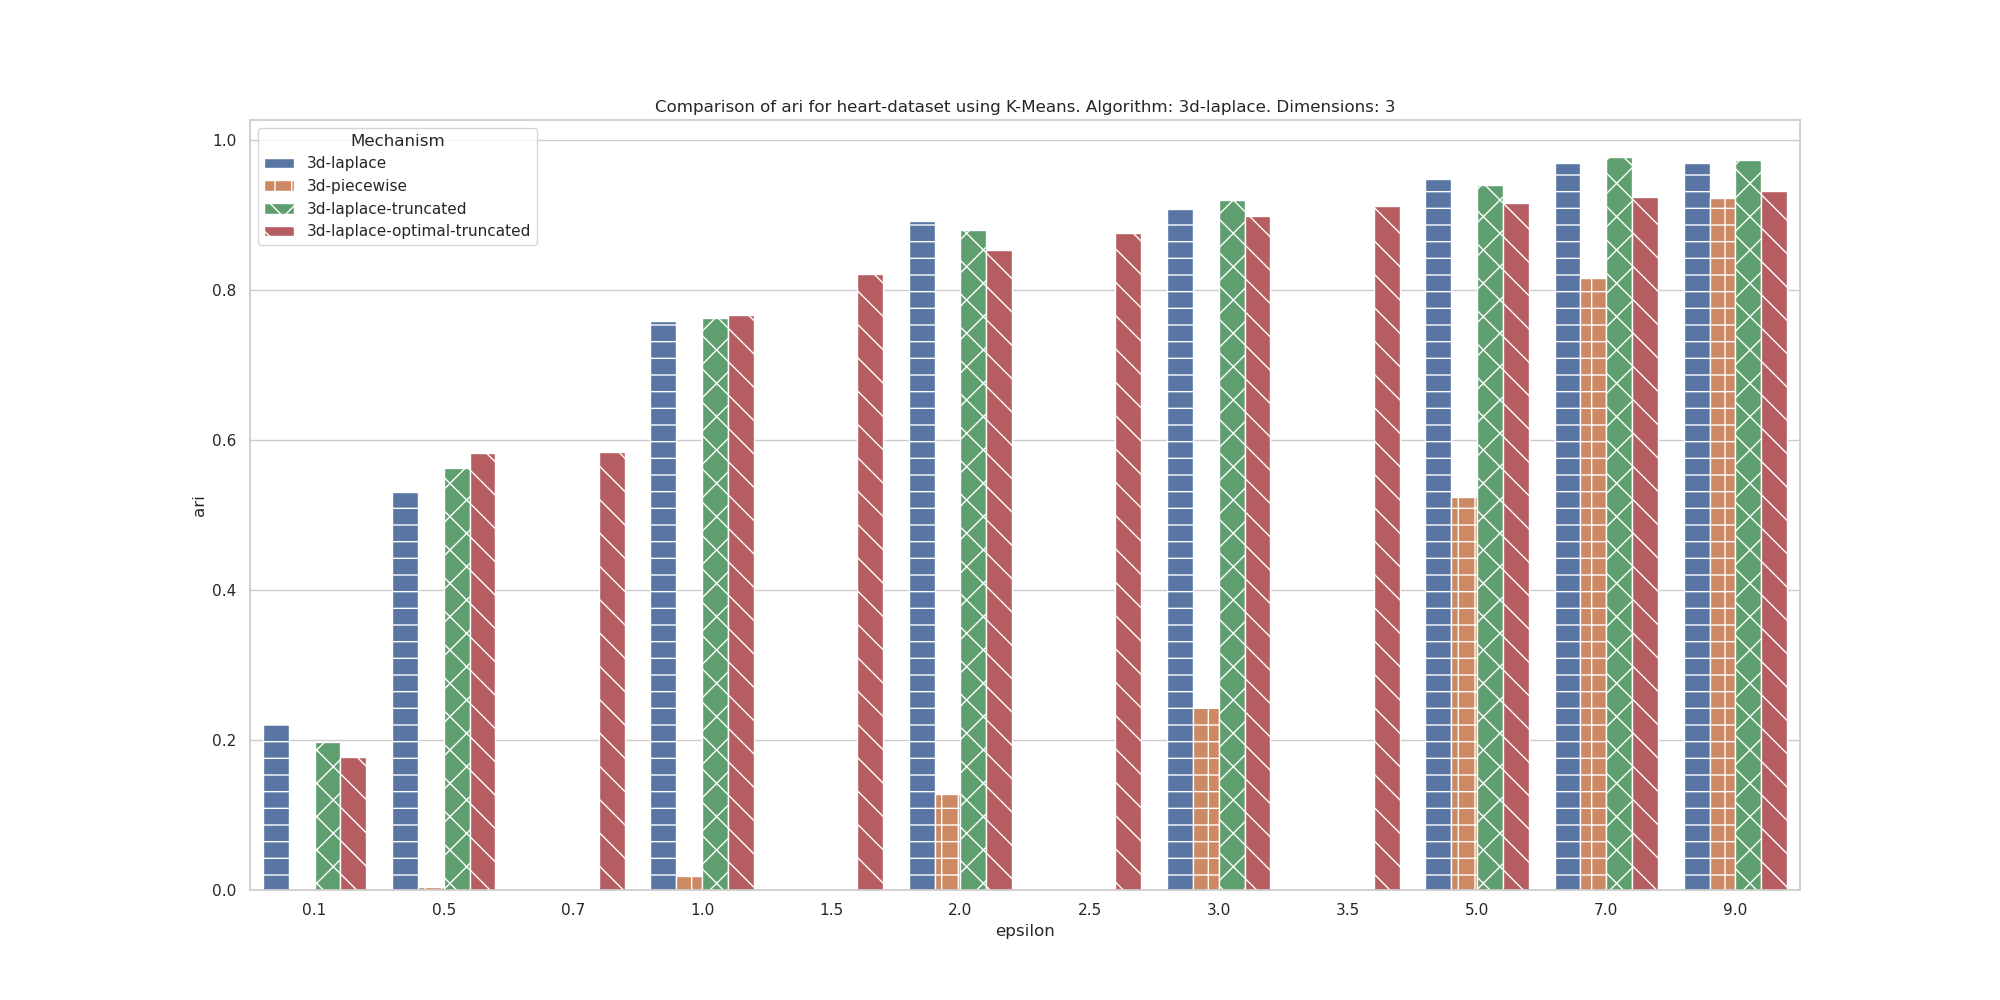 Comparison of ari for heart-dataset using K-Means. Algorithm: 3d-laplace. Dimensions: 3
Mechanism
3d-laplace
3d-piecewise
3d-laplace-truncated
3d-laplace-optimal-truncated
1.0
0.8
0.6
0.4
0.2
0.0
ari
0.1 0.5 0.7 1.0 1.5 2.0 2.5 3.0 3.5 5.0 7.0 9.0
epsilon